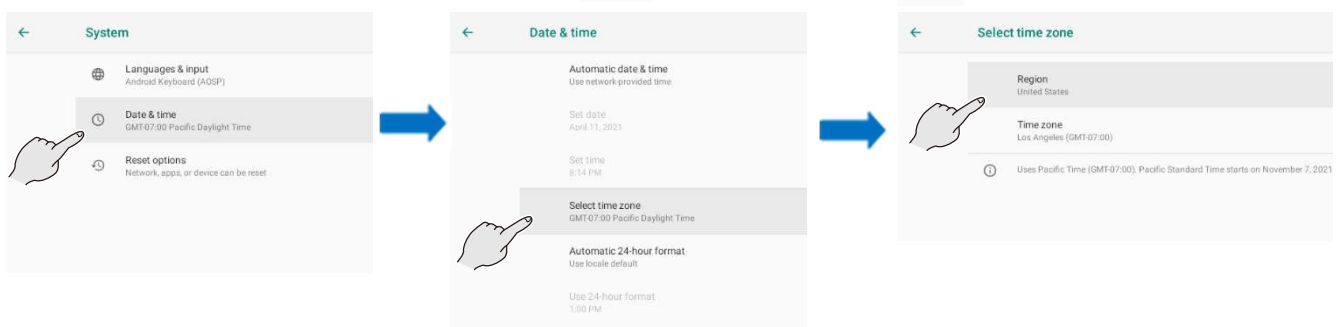 System
Languages & input
Android Keyboard (AOSP)
Date & time
GMT-07:00 Pacific Daylight Time
Reset options
Network, apps, or device can be reset
Date & time
Automatic date & time
Use network-provided time
Set date
April 11, 2021
Set time
8:14 PM
Select time zone
GMT-07:00 Pacific Daylight Time
Automatic 24-hour format
Use locale default
Use 24-hour format
1:00 PM
Select time zone
Region
United States
Time zone
Los Angeles (GMT-07:00)
Uses Pacific Time (GMT-07:00). Pacific Standard Time starts on November 7, 2021